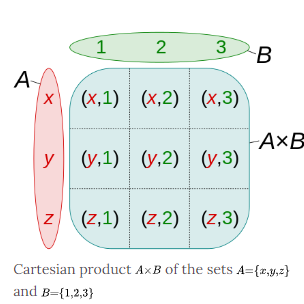 1 2 3
B
A
x (x,1) (x,2) (x,3)
y (y,1) (y,2) (y,3)
A×B
z (z,1) (z,2) (z,3)
Cartesian product A×B of the sets A={x,y,z}
and B={1,2,3}